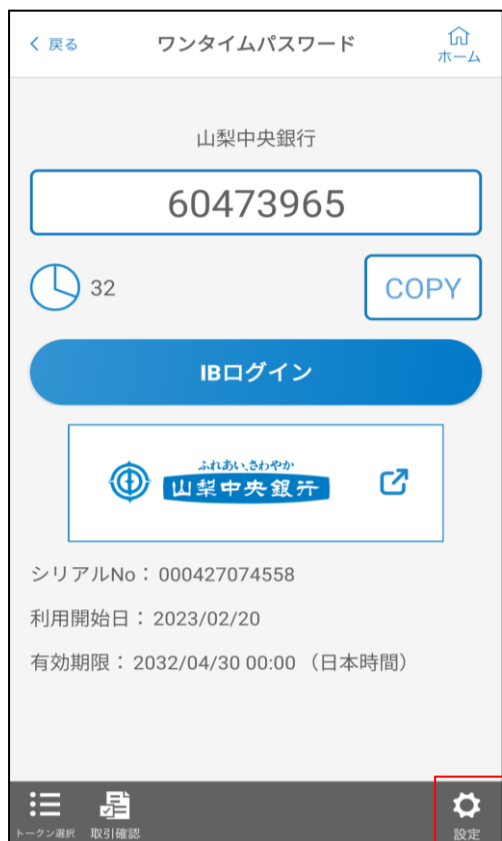 戻る ワンタイムパスワード ホーム
山梨中央銀行
60473965
32 COPY
IBログイン
ふれあい、さわやか
山梨中央銀行
シリアルNo：000427074558
利用開始日：2023/02/20
有効期限：2032/04/30 00:00 （日本時間）
トークン選択 取引確認 設定